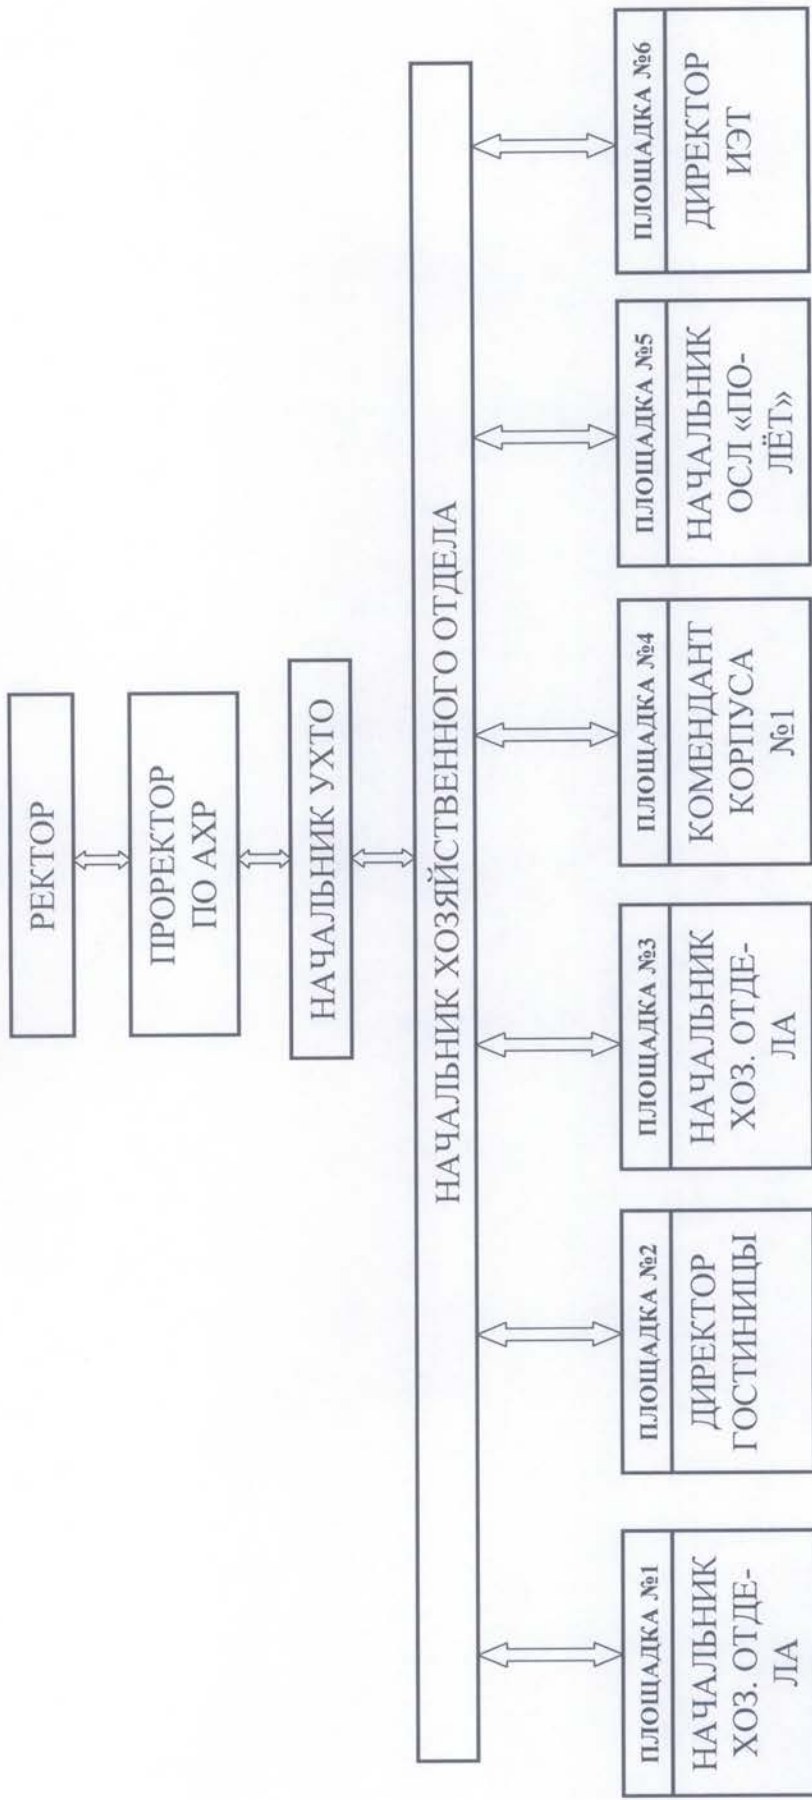 РЕКТОР
ПРОРЕКТОР
ПО АХР
НАЧАЛЬНИК УХТО
НАЧАЛЬНИК ХОЗЯЙСТВЕННОГО ОТДЕЛА
ПЛОЩАДКА №1
НАЧАЛЬНИК
ХОЗ. ОТДЕ-
ЛА
ПЛОЩАДКА №2
ДИРЕКТОР
ГОСТИНИЦЫ
ПЛОЩАДКА №3
НАЧАЛЬНИК
ХОЗ. ОТДЕ-
ЛА
ПЛОЩАДКА №4
КОМЕНДАНТ
КОРПУСА
№1
ПЛОЩАДКА №5
НАЧАЛЬНИК
ОСЛ «ПО-
ЛЁТ»
ПЛОЩАДКА №6
ДИРЕКТОР
ИЭТ